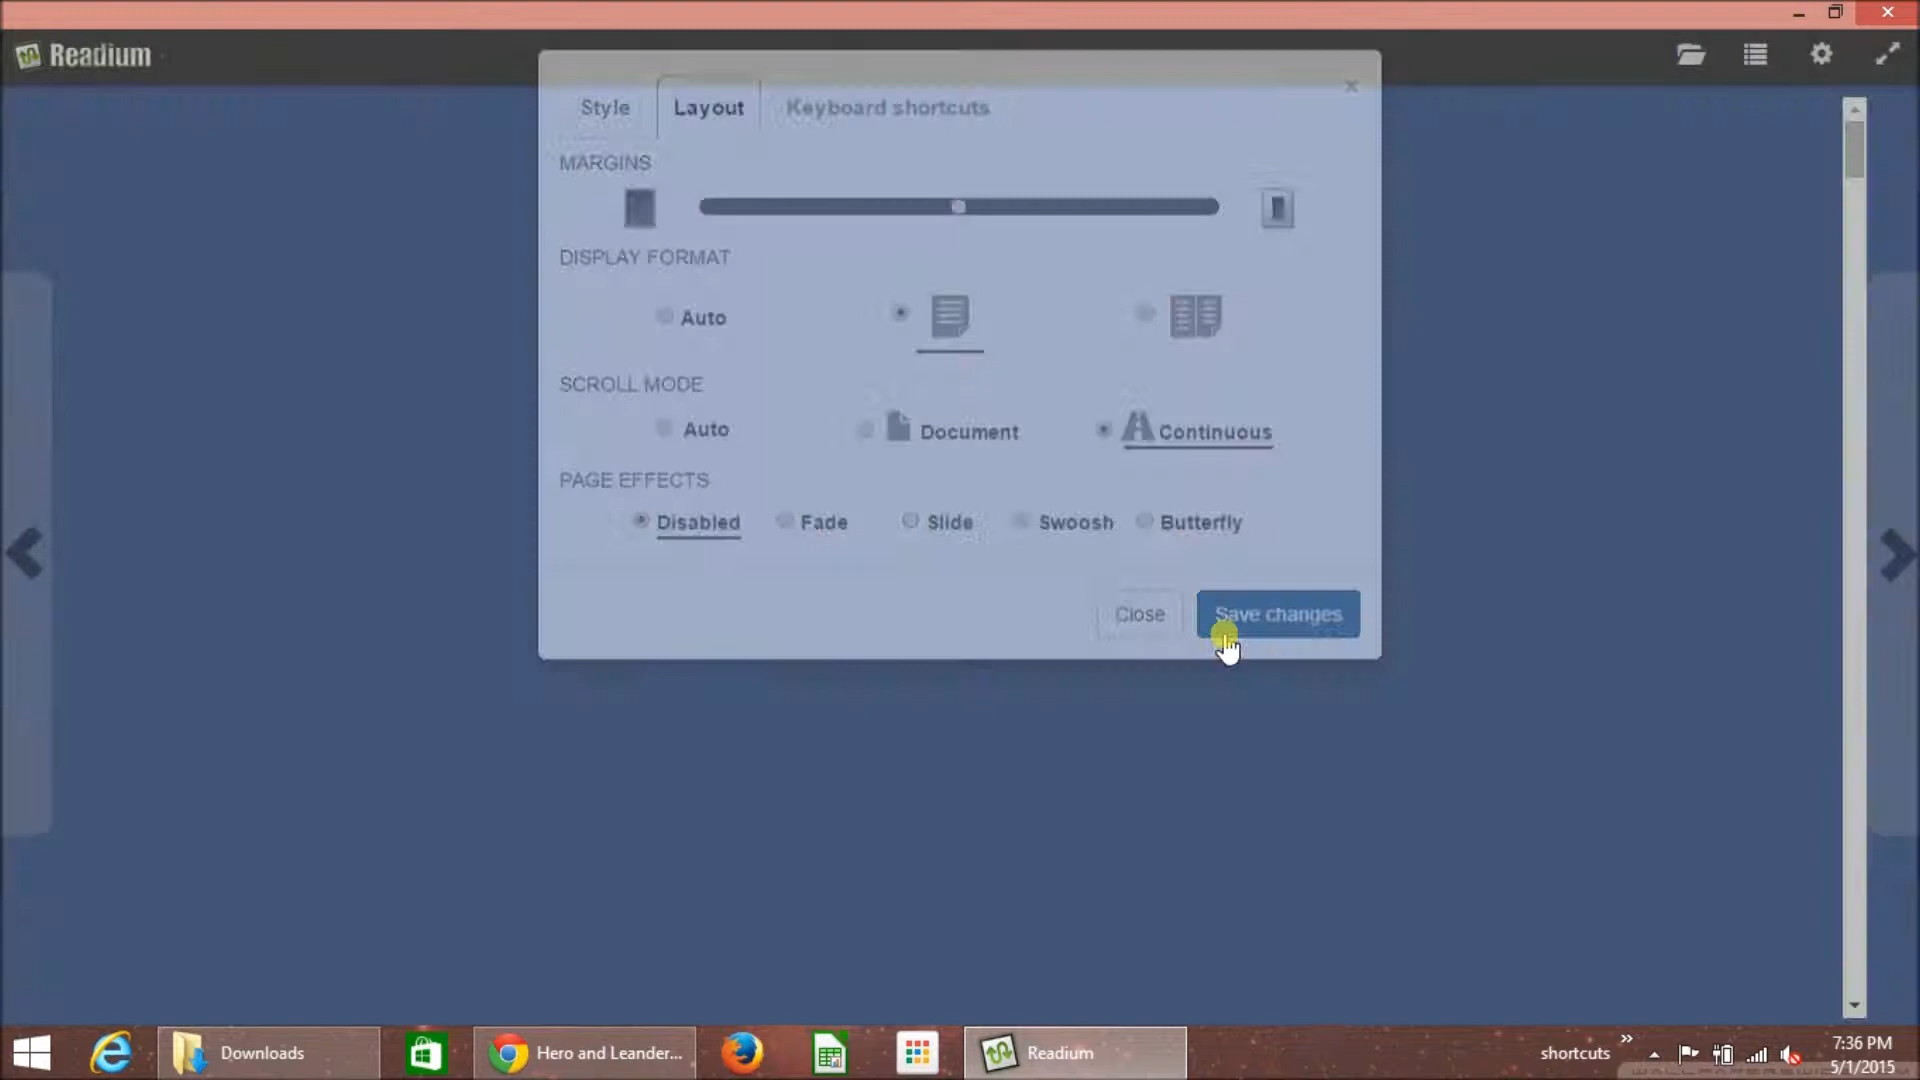 Readium
Style Layout Keyboard shortcuts ×
MARGINS
DISPLAY FORMAT
Auto
SCROLL MODE
Auto Document Continuous
PAGE EFFECTS
Disabled Fade Slide Swoosh Butterfly
Close Save changes
Downloads Hero and Leander... Readium shortcuts » 7:36 PM
5/1/2015